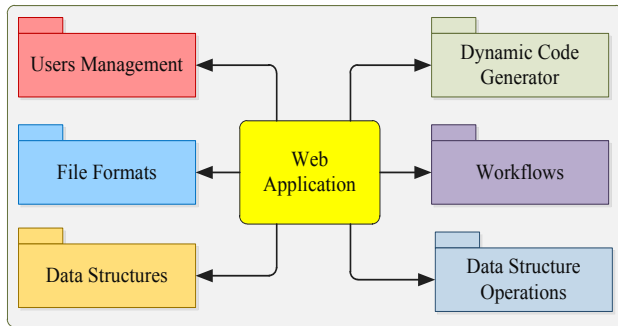 Users Management
Dynamic Code
Generator
Web
Application
File Formats
Workflows
Data Structures
Data Structure
Operations